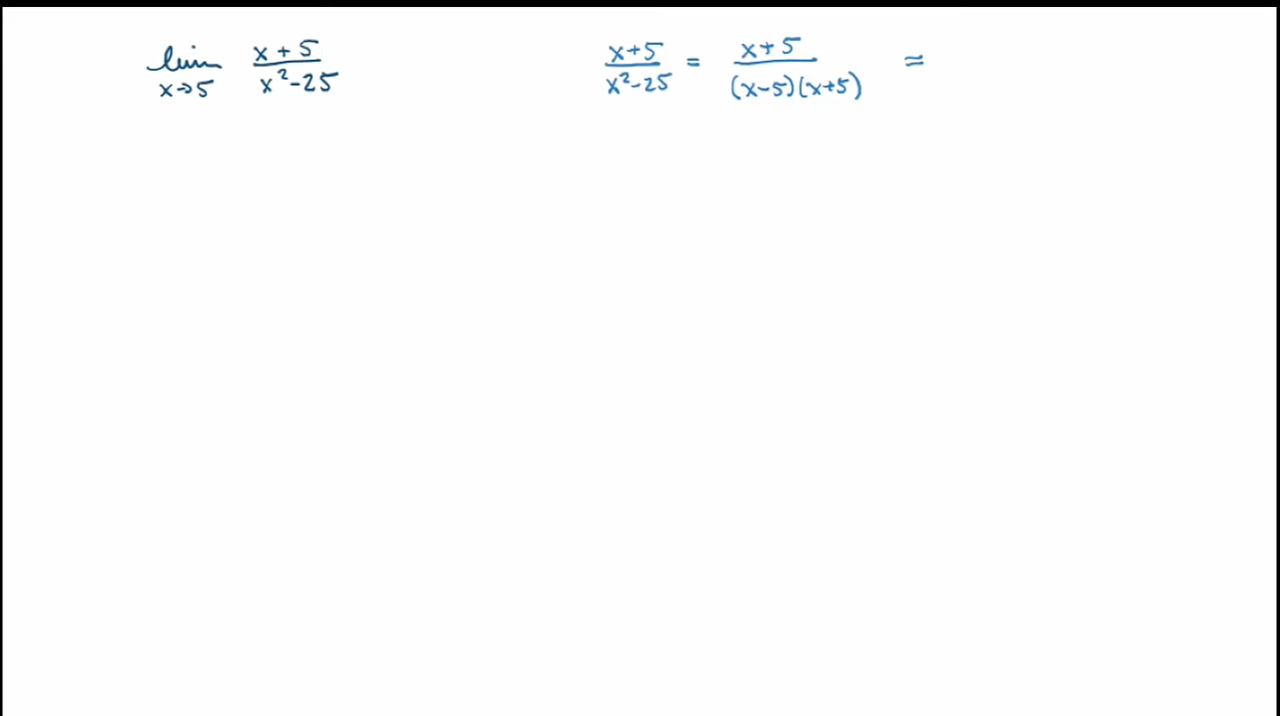 lim x→5 (x+5)/(x²-25)
(x+5)/(x²-25) = (x+5)/((x-5)(x+5)) =